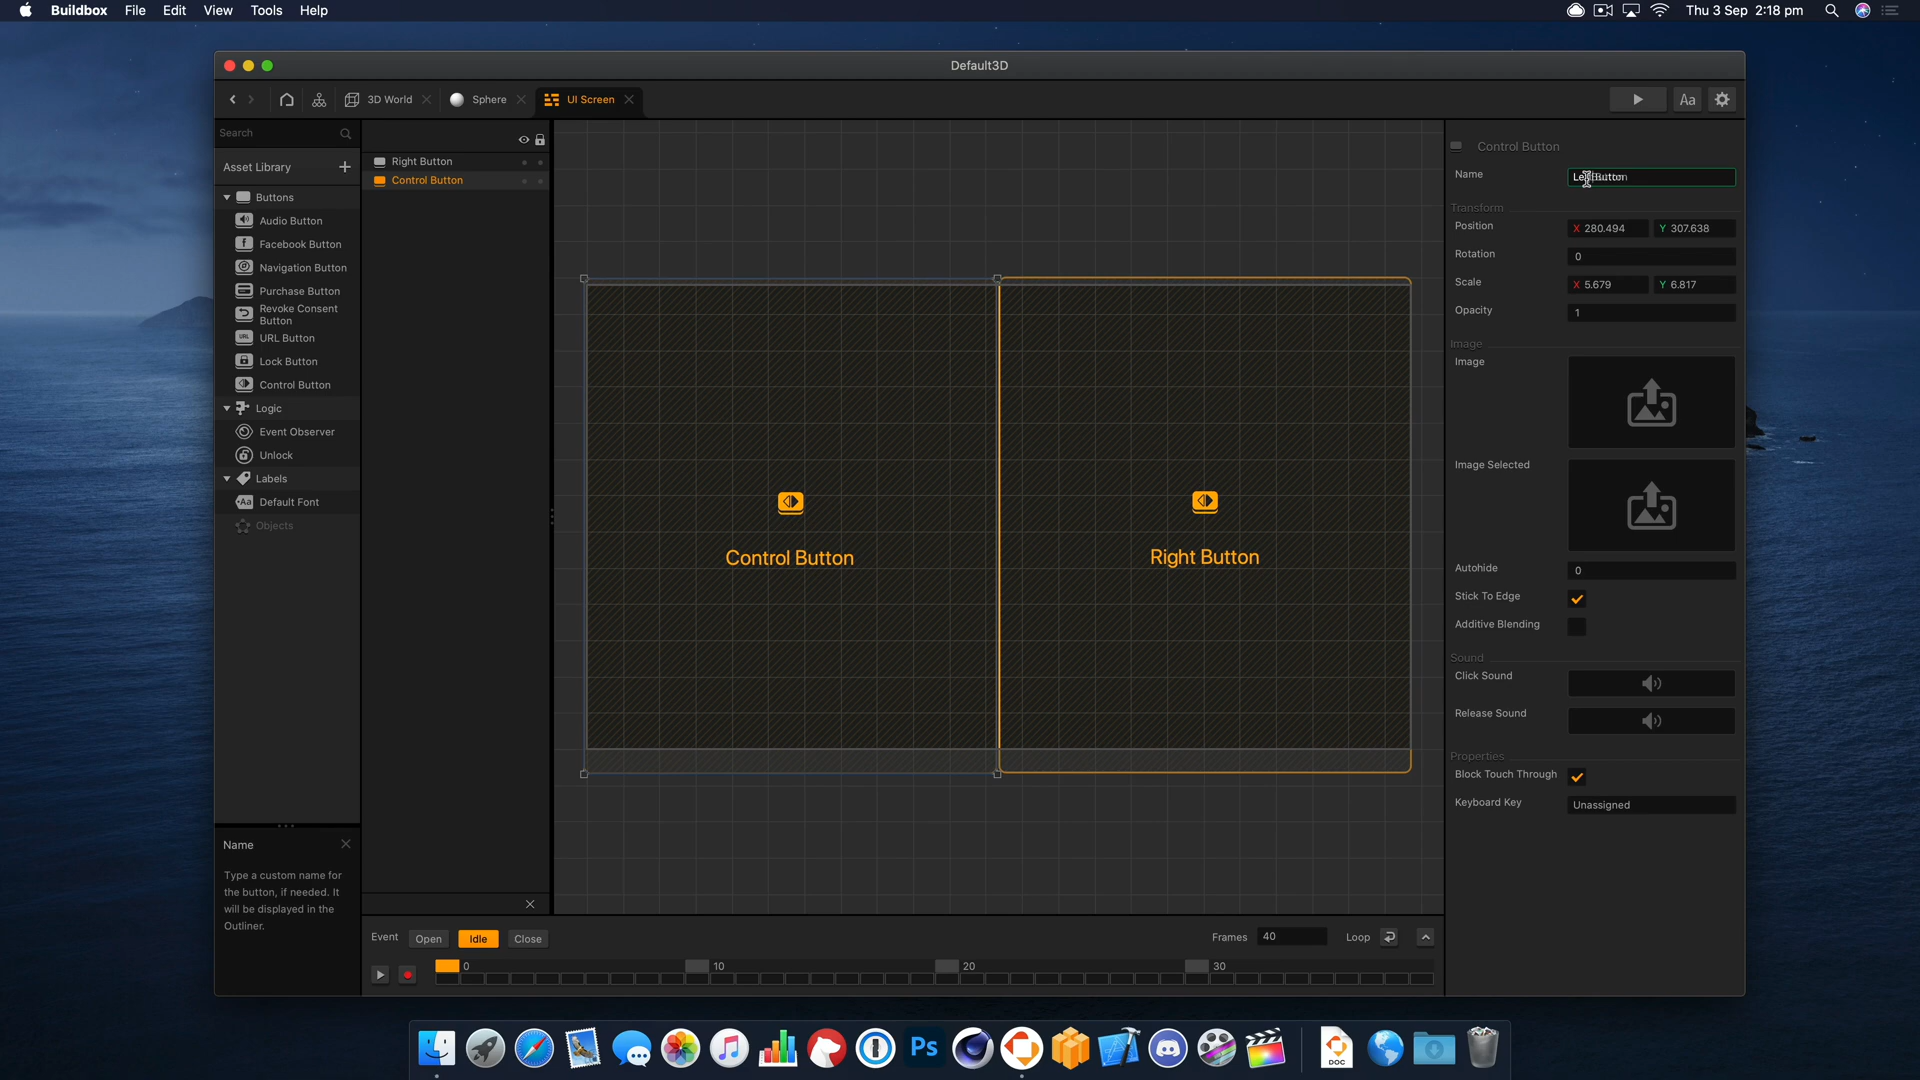 Buildbox File Edit View Tools Help
Thu 3 Sep 2:18 pm
Default3D
3D World
Sphere
UI Screen
Aa
Search
Asset Library
Buttons
Audio Button
Facebook Button
Navigation Button
Purchase Button
Revoke Consent
Button
URL Button
Lock Button
Control Button
Logic
Event Observer
Unlock
Labels
Default Font
Objects
Name
Type a custom name for
the button, if needed. It
will be displayed in the
Outliner.
Right Button
Control Button
Control Button
Right Button
Event Open Idle Close
Frames 40 Loop
0 10 20 30
Control Button
Name
Transform
Position X 280.494 Y 307.638
Rotation 0
Scale X 5.679 Y 6.817
Opacity 1
Image
Image
Image Selected
Autohide 0
Stick To Edge
Additive Blending
Sound
Click Sound
Release Sound
Properties
Block Touch Through
Keyboard Key Unassigned
Ps
DOC